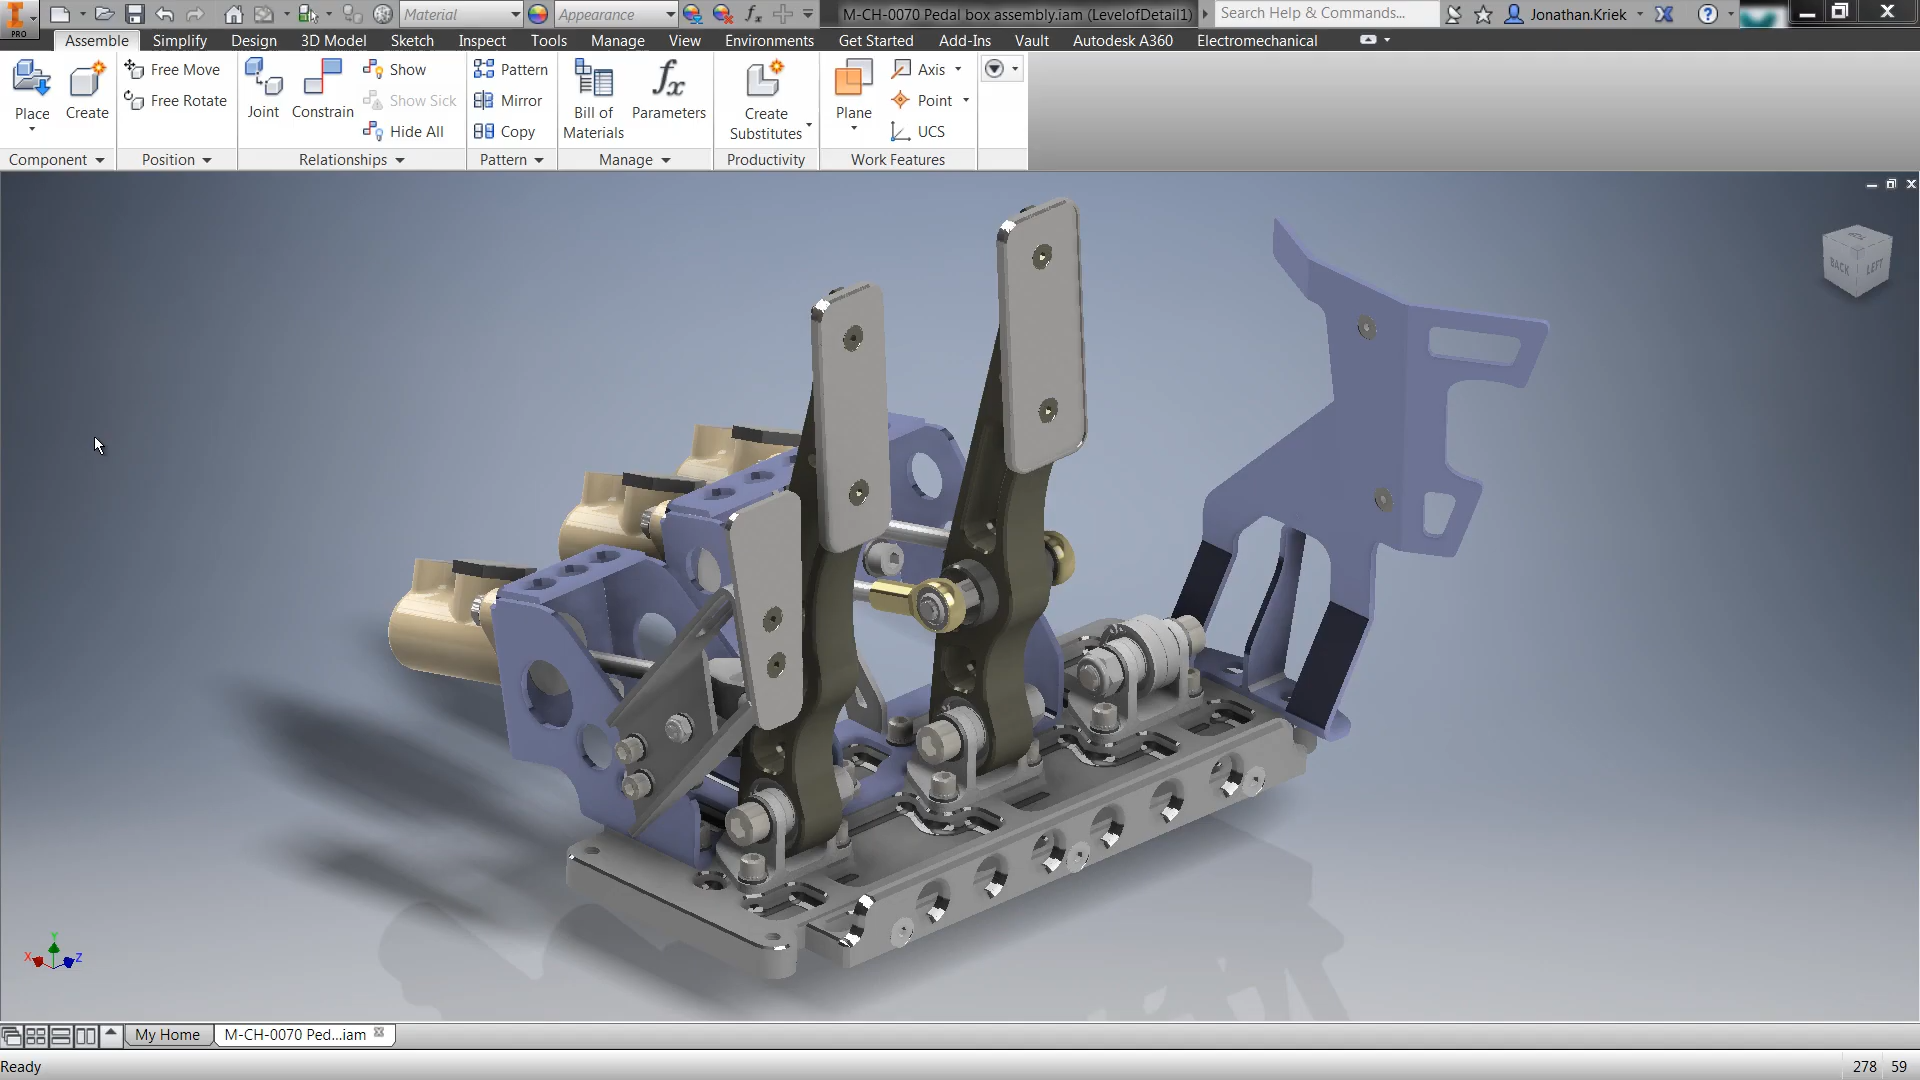 PRO
Material
Appearance
M-CH-0070 Pedal box assembly.iam (LevelofDetail1)
Search Help & Commands...
Jonathan.Kriek
Assemble Simplify Design 3D Model Sketch Inspect Tools Manage View Environments Get Started Add-Ins Vault Autodesk A360 Electromechanical
Place
Create
Component
Free Move
Free Rotate
Position
Joint
Constrain
Show
Show Sick
Hide All
Relationships
Pattern
Mirror
Copy
Pattern
Bill of
Materials
fx
Parameters
Manage
Create
Substitutes
Productivity
Plane
Axis
Point
UCS
Work Features
BACK
LEFT
Y
X
Z
My Home
M-CH-0070 Ped...iam
Ready
278 59